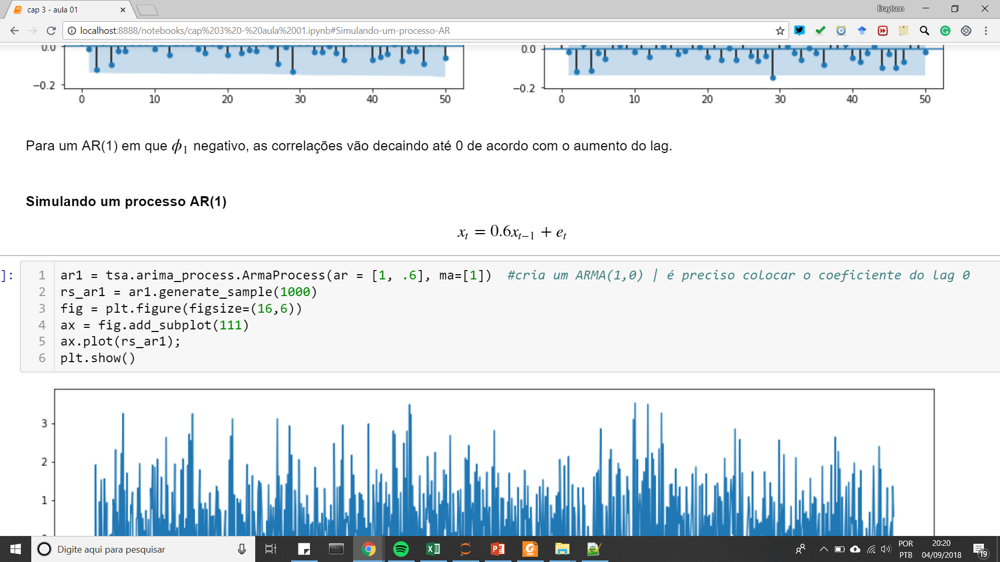 cap 3 - aula 01
Eraylson
localhost:8888/notebooks/cap%203%20-%20aula%2001.ipynb#Simulando-um-processo-AR
0.0
−0.2
0 10 20 30 40 50
0.0
−0.2
0 10 20 30 40 50
Para um AR(1) em que ϕ₁ negativo, as correlações vão decaindo até 0 de acordo com o aumento do lag.
Simulando um processo AR(1)
xₜ = 0.6xₜ₋₁ + eₜ
]:
1 ar1 = tsa.arima_process.ArmaProcess(ar = [1, .6], ma=[1])  #cria um ARMA(1,0) | é preciso colocar o coeficiente do lag 0
2 rs_ar1 = ar1.generate_sample(1000)
3 fig = plt.figure(figsize=(16,6))
4 ax = fig.add_subplot(111)
5 ax.plot(rs_ar1);
6 plt.show()
3
2
1
Digite aqui para pesquisar
POR
PTB
20:20
04/09/2018
19